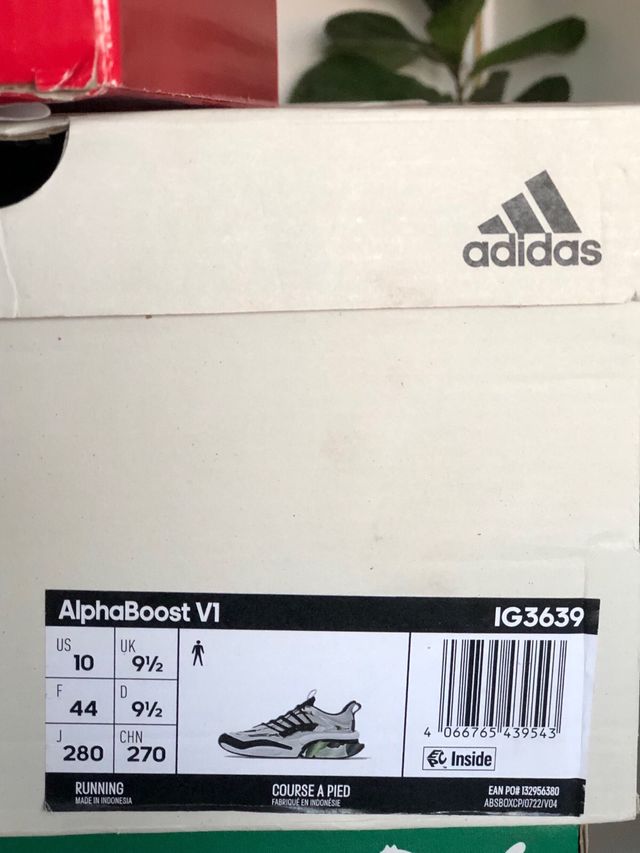 adidas
AlphaBoost V1 IG3639
US 10 UK 9½
F 44 D 9½
J 280 CHN 270
4 066765 439543
Inside
RUNNING
MADE IN INDONESIA
COURSE A PIED
FABRIQUÉ EN INDONÉSIE
EAN PO# 132956380
ABSBOXCP/0722/V04